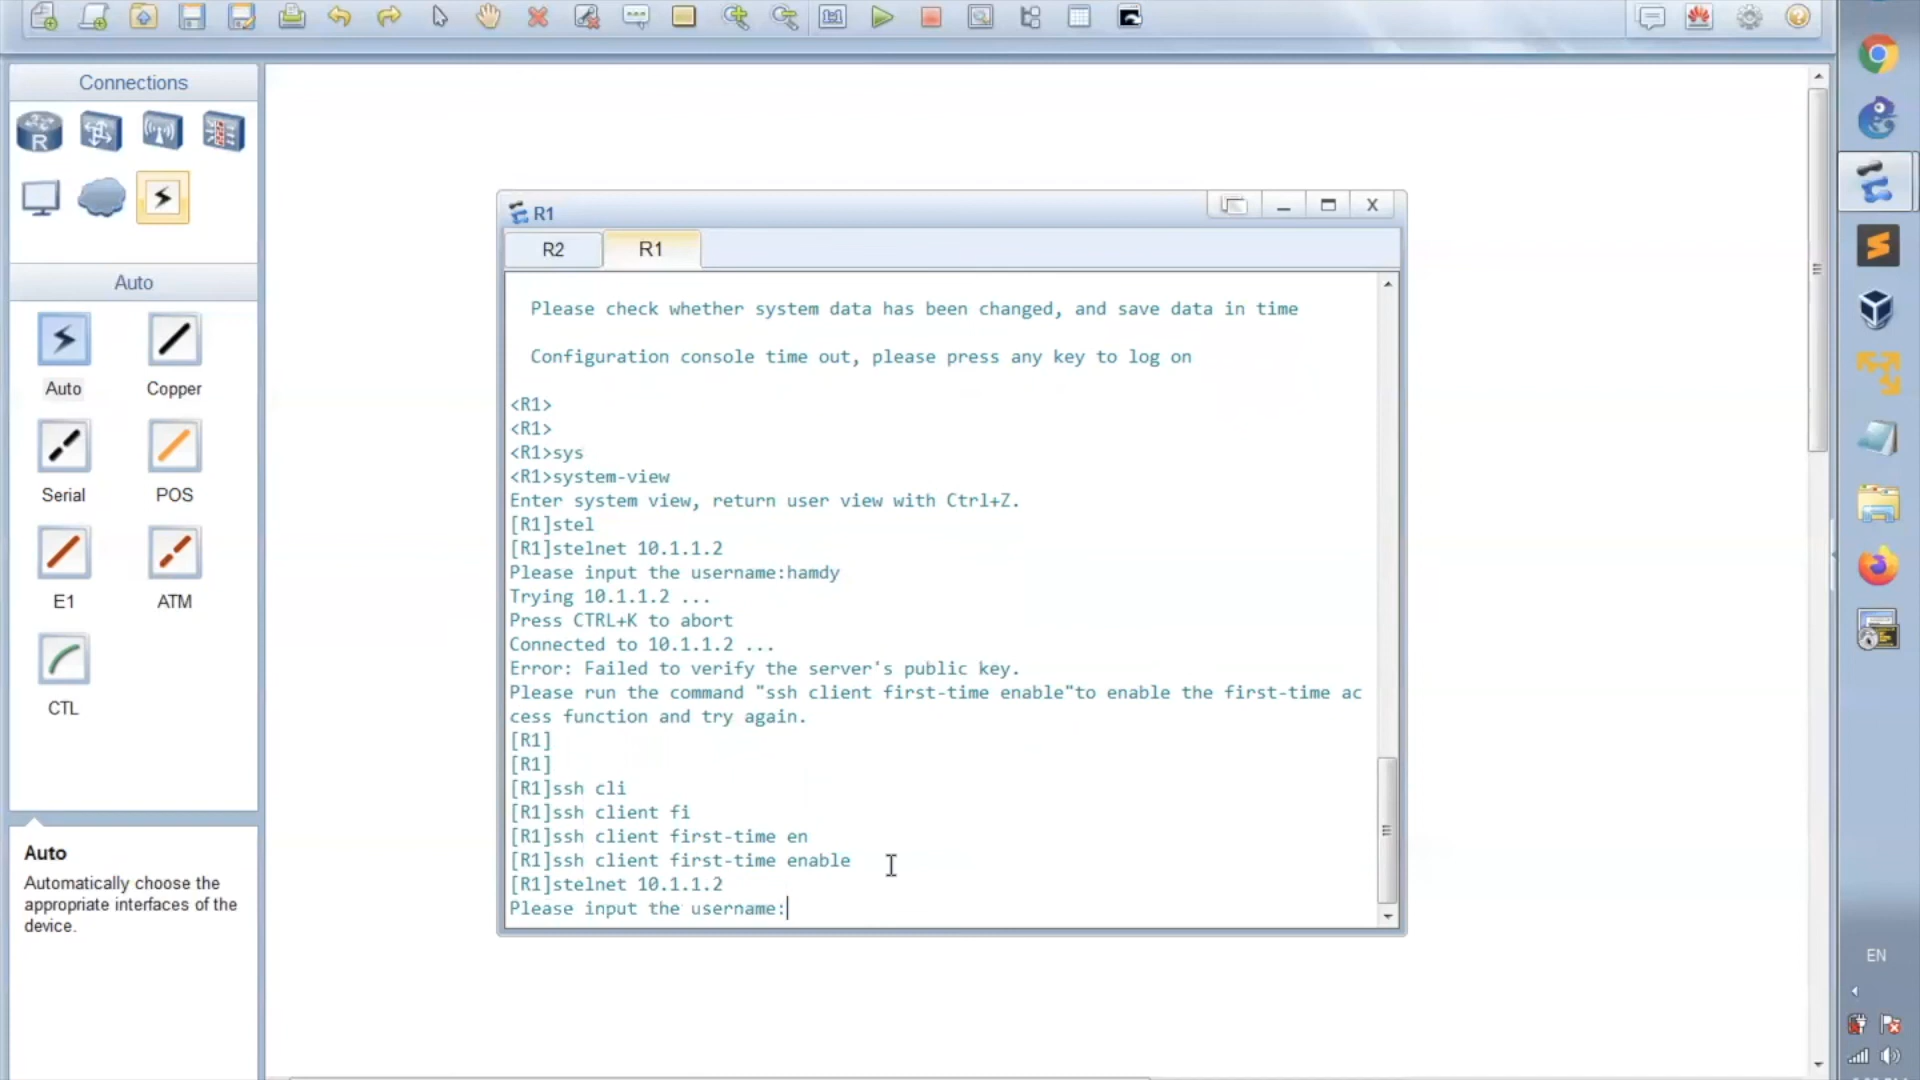 Connections
R
Auto
Auto
Copper
Serial
POS
E1
ATM
CTL
Auto
Automatically choose the
appropriate interfaces of the
device.
R1
R2
R1
Please check whether system data has been changed, and save data in time
Configuration console time out, please press any key to log on
<R1>
<R1>
<R1>sys
<R1>system-view
Enter system view, return user view with Ctrl+Z.
[R1]stel
[R1]stelnet 10.1.1.2
Please input the username:hamdy
Trying 10.1.1.2 ...
Press CTRL+K to abort
Connected to 10.1.1.2 ...
Error: Failed to verify the server's public key.
Please run the command "ssh client first-time enable"to enable the first-time ac
cess function and try again.
[R1]
[R1]
[R1]ssh cli
[R1]ssh client fi
[R1]ssh client first-time en
[R1]ssh client first-time enable
[R1]stelnet 10.1.1.2
Please input the username:
EN